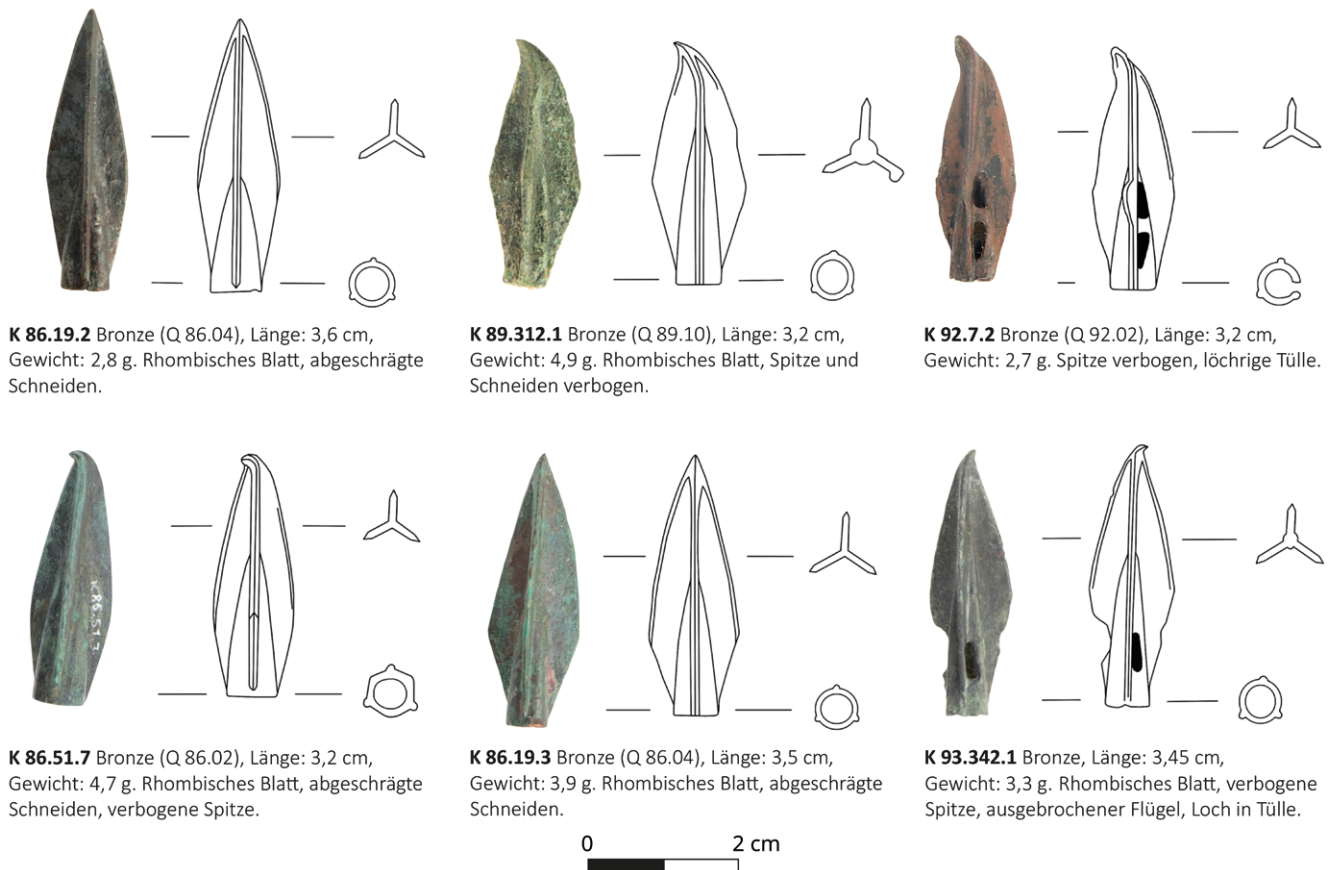 K 86.19.2 Bronze (Q 86.04), Länge: 3,6 cm,
Gewicht: 2,8 g. Rhombisches Blatt, abgeschrägte
Schneiden.
K 89.312.1 Bronze (Q 89.10), Länge: 3,2 cm,
Gewicht: 4,9 g. Rhombisches Blatt, Spitze und
Schneiden verbogen.
K 92.7.2 Bronze (Q 92.02), Länge: 3,2 cm,
Gewicht: 2,7 g. Spitze verbogen, löchrige Tülle.
K86.51.7
K 86.51.7 Bronze (Q 86.02), Länge: 3,2 cm,
Gewicht: 4,7 g. Rhombisches Blatt, abgeschrägte
Schneiden, verbogene Spitze.
K 86.19.3 Bronze (Q 86.04), Länge: 3,5 cm,
Gewicht: 3,9 g. Rhombisches Blatt, abgeschrägte
Schneiden.
K 93.342.1 Bronze, Länge: 3,45 cm,
Gewicht: 3,3 g. Rhombisches Blatt, verbogene
Spitze, ausgebrochener Flügel, Loch in Tülle.
0 2 cm